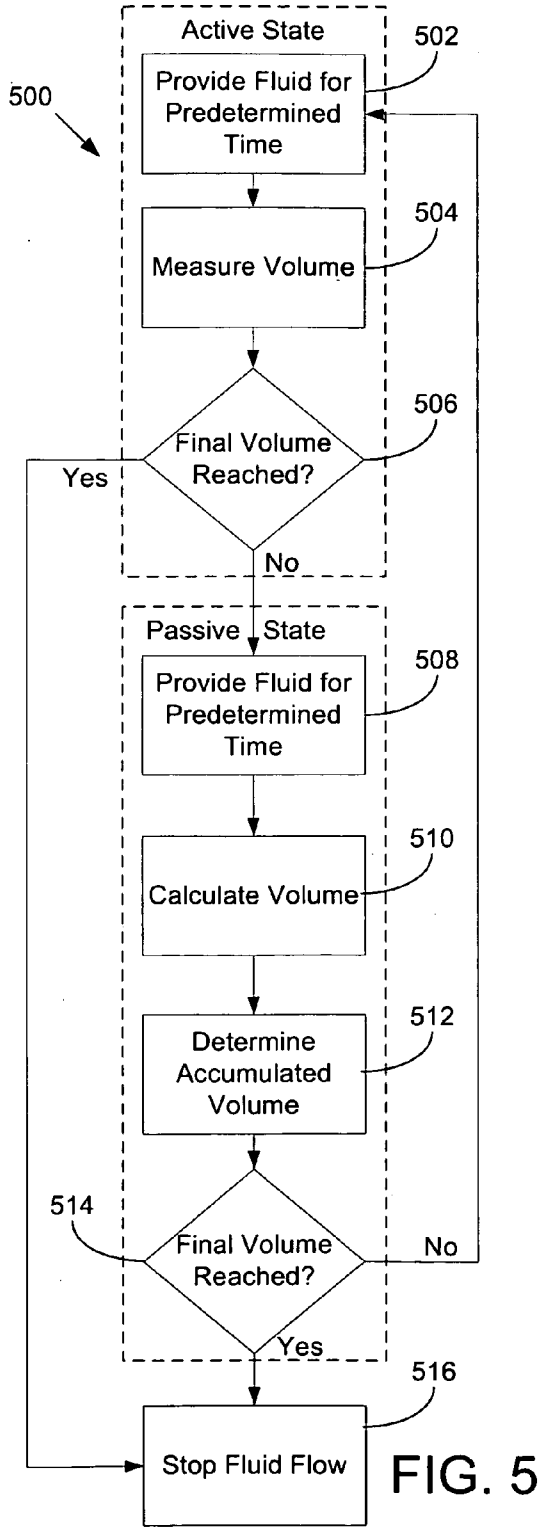 Active State
502
Provide Fluid for
Predetermined
Time
500
504
Measure Volume
506
Final Volume
Reached?
Yes
No
Passive State
508
Provide Fluid for
Predetermined
Time
510
Calculate Volume
512
Determine
Accumulated
Volume
514
Final Volume
Reached?
No
Yes
516
Stop Fluid Flow
FIG. 5